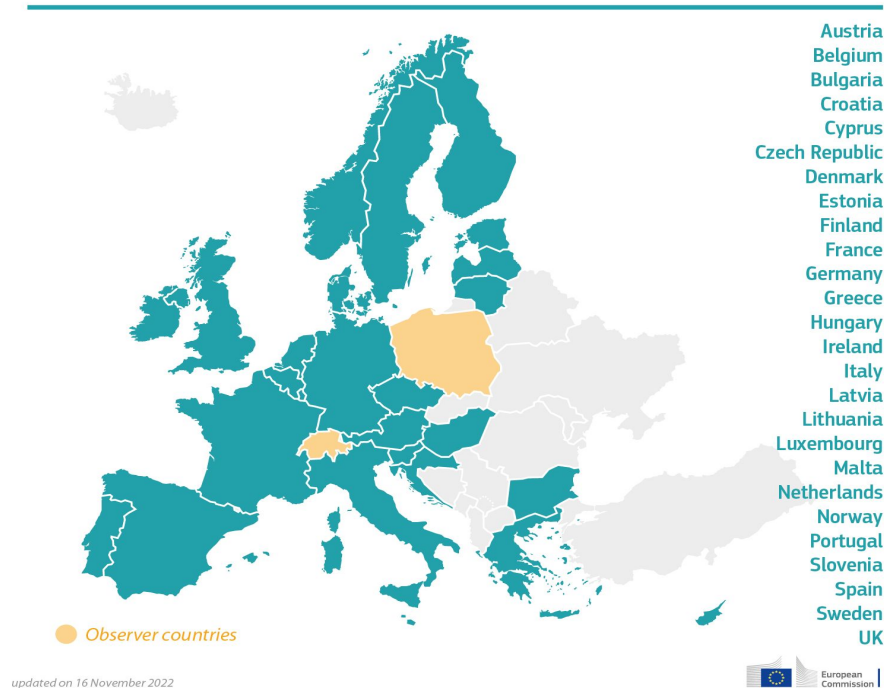 Austria
Belgium
Bulgaria
Croatia
Cyprus
Czech Republic
Denmark
Estonia
Finland
France
Germany
Greece
Hungary
Ireland
Italy
Latvia
Lithuania
Luxembourg
Malta
Netherlands
Norway
Portugal
Slovenia
Spain
Sweden
UK
Observer countries
updated on 16 November 2022
European
Commission